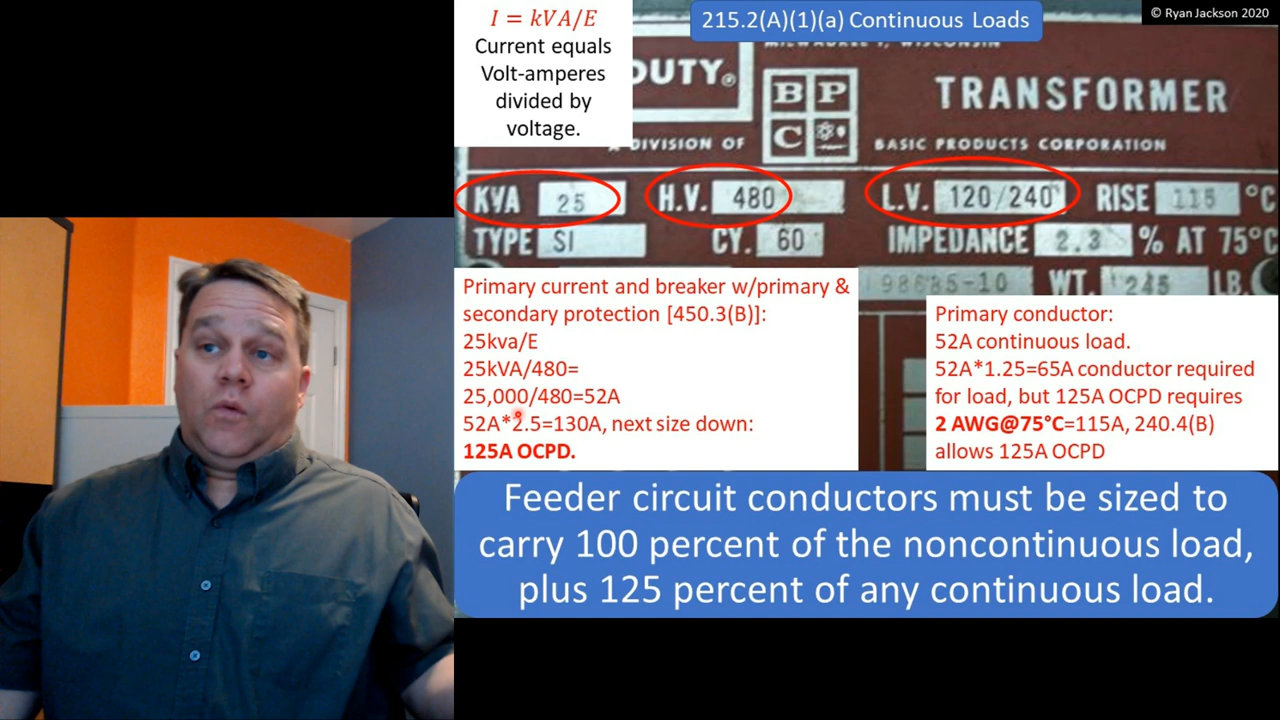 © Ryan Jackson 2020
215.2(A)(1)(a) Continuous Loads
I = kVA/E
Current equals
Volt-amperes
divided by
voltage.
DUTY®
BPC
TRANSFORMER
DIVISION OF
BASIC PRODUCTS CORPORATION
KVA 25 H.V. 480 L.V. 120/240 RISE 115 °C
TYPE SI CY. 60 IMPEDANCE 2.3 % AT 75°C
WT. 245 LB.
Primary current and breaker w/primary &
secondary protection [450.3(B)]:
25kva/E
25kVA/480=
25,000/480=52A
52A*2.5=130A, next size down:
125A OCPD.
Primary conductor:
52A continuous load.
52A*1.25=65A conductor required
for load, but 125A OCPD requires
2 AWG@75°C=115A, 240.4(B)
allows 125A OCPD
Feeder circuit conductors must be sized to
carry 100 percent of the noncontinuous load,
plus 125 percent of any continuous load.